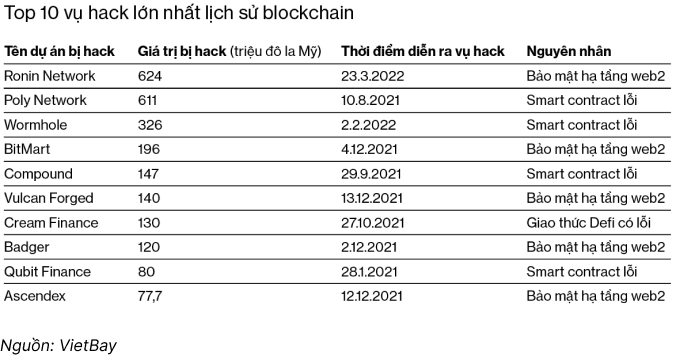 Top 10 vụ hack lớn nhất lịch sử blockchain
Tên dự án bị hack Giá trị bị hack (triệu đô la Mỹ) Thời điểm diễn ra vụ hack Nguyên nhân
Ronin Network 624 23.3.2022 Bảo mật hạ tầng web2
Poly Network 611 10.8.2021 Smart contract lỗi
Wormhole 326 2.2.2022 Smart contract lỗi
BitMart 196 4.12.2021 Bảo mật hạ tầng web2
Compound 147 29.9.2021 Smart contract lỗi
Vulcan Forged 140 13.12.2021 Bảo mật hạ tầng web2
Cream Finance 130 27.10.2021 Giao thức Defi có lỗi
Badger 120 2.12.2021 Bảo mật hạ tầng web2
Qubit Finance 80 28.1.2021 Smart contract lỗi
Ascendex 77,7 12.12.2021 Bảo mật hạ tầng web2
Nguồn: VietBay